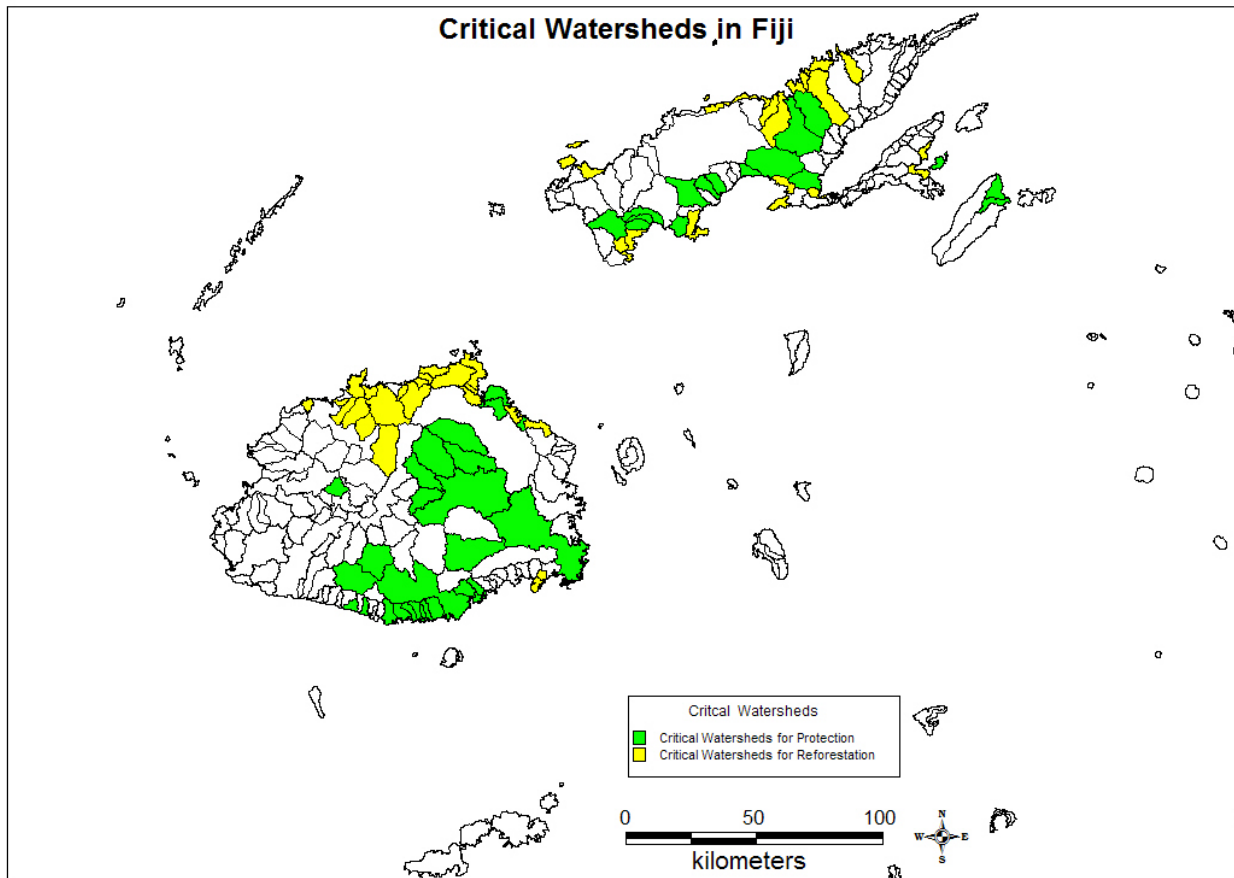 Critical Watersheds in Fiji
Critcal Watersheds
Critical Watersheds for Protection
Critical Watersheds for Reforestation
0 50 100
kilometers
N
W E
S